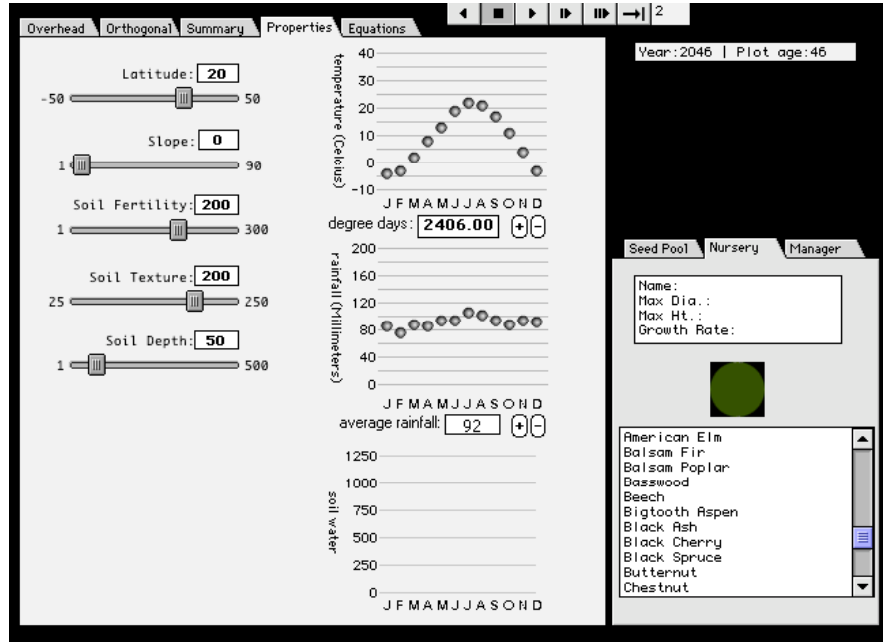 Overhead Orthogonal Summary Properties Equations
2
Year:2046 | Plot age:46
Latitude: 20
-50 50
Slope: 0
1 90
Soil Fertility: 200
1 300
Soil Texture: 200
25 250
Soil Depth: 50
1 500
temperature (Celcius)
40
30
20
10
0
-10
J F M A M J J A S O N D
degree days: 2406.00 + -
rainfall (Millimeters)
200
160
120
80
40
0
J F M A M J J A S O N D
average rainfall: 92 + -
soil water
1250
1000
750
500
250
0
J F M A M J J A S O N D
Seed Pool Nursery Manager
Name:
Max Dia.:
Max Ht.:
Growth Rate:
American Elm
Balsam Fir
Balsam Poplar
Basswood
Beech
Bigtooth Aspen
Black Ash
Black Cherry
Black Spruce
Butternut
Chestnut